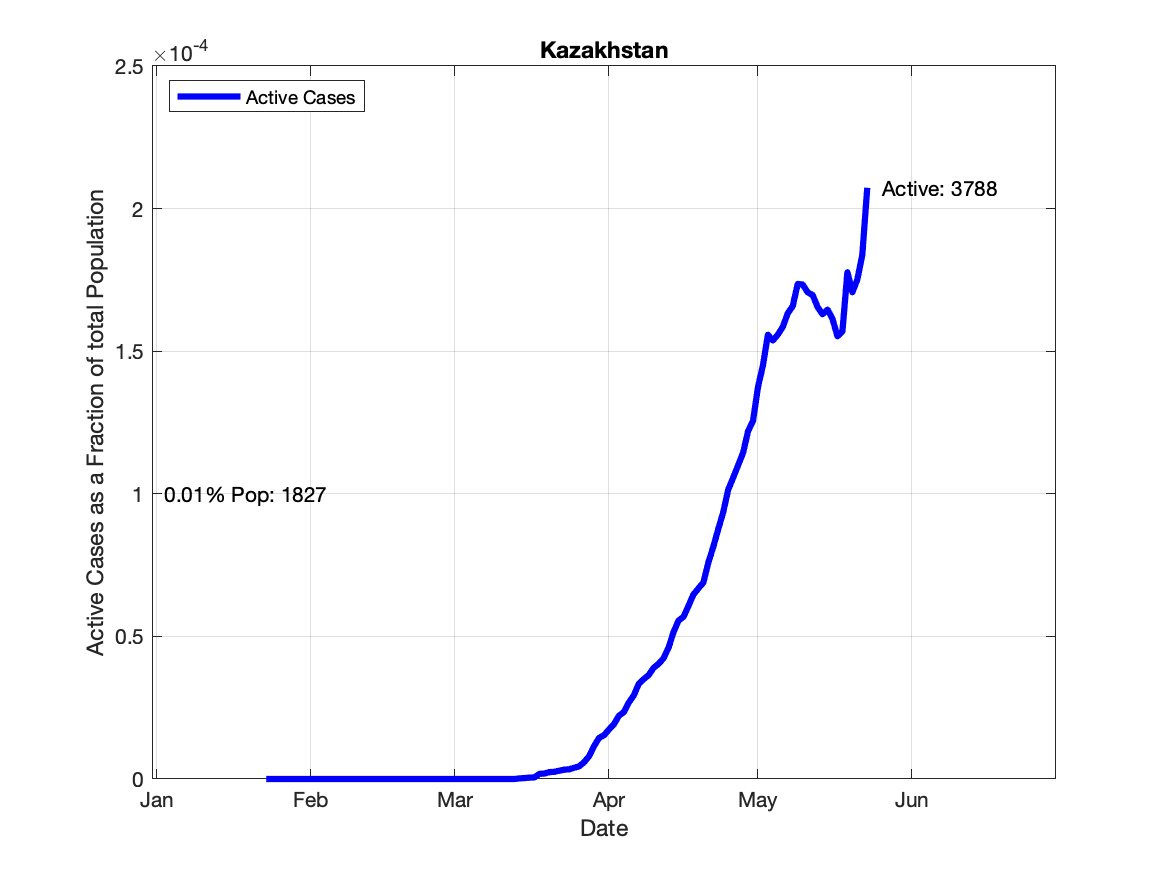 Kazakhstan
×10-4
2.5
2
1.5
1
0.5
0
Active Cases as a Fraction of total Population
Active Cases
Active: 3788
0.01% Pop: 1827
Jan Feb Mar Apr May Jun
Date